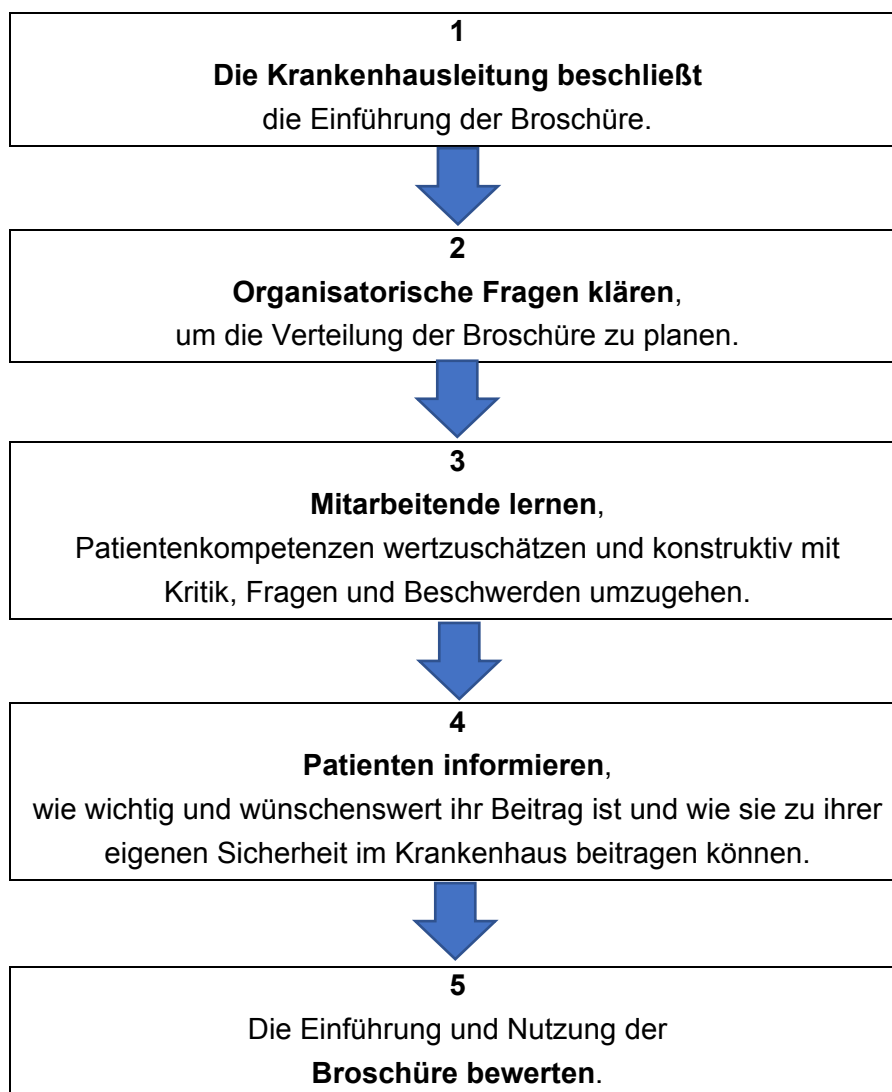 1
Die Krankenhausleitung beschließt
die Einführung der Broschüre.
2
Organisatorische Fragen klären,
um die Verteilung der Broschüre zu planen.
3
Mitarbeitende lernen,
Patientenkompetenzen wertzuschätzen und konstruktiv mit
Kritik, Fragen und Beschwerden umzugehen.
4
Patienten informieren,
wie wichtig und wünschenswert ihr Beitrag ist und wie sie zu ihrer
eigenen Sicherheit im Krankenhaus beitragen können.
5
Die Einführung und Nutzung der
Broschüre bewerten.